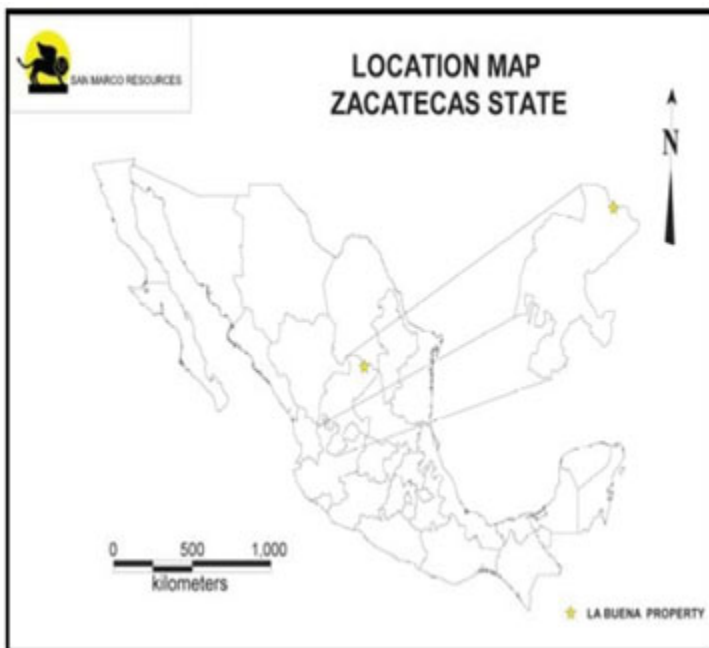 SAN MARCO RESOURCES
LOCATION MAP
ZACATECAS STATE
N
0 500 1,000
kilometers
LA BUENA PROPERTY